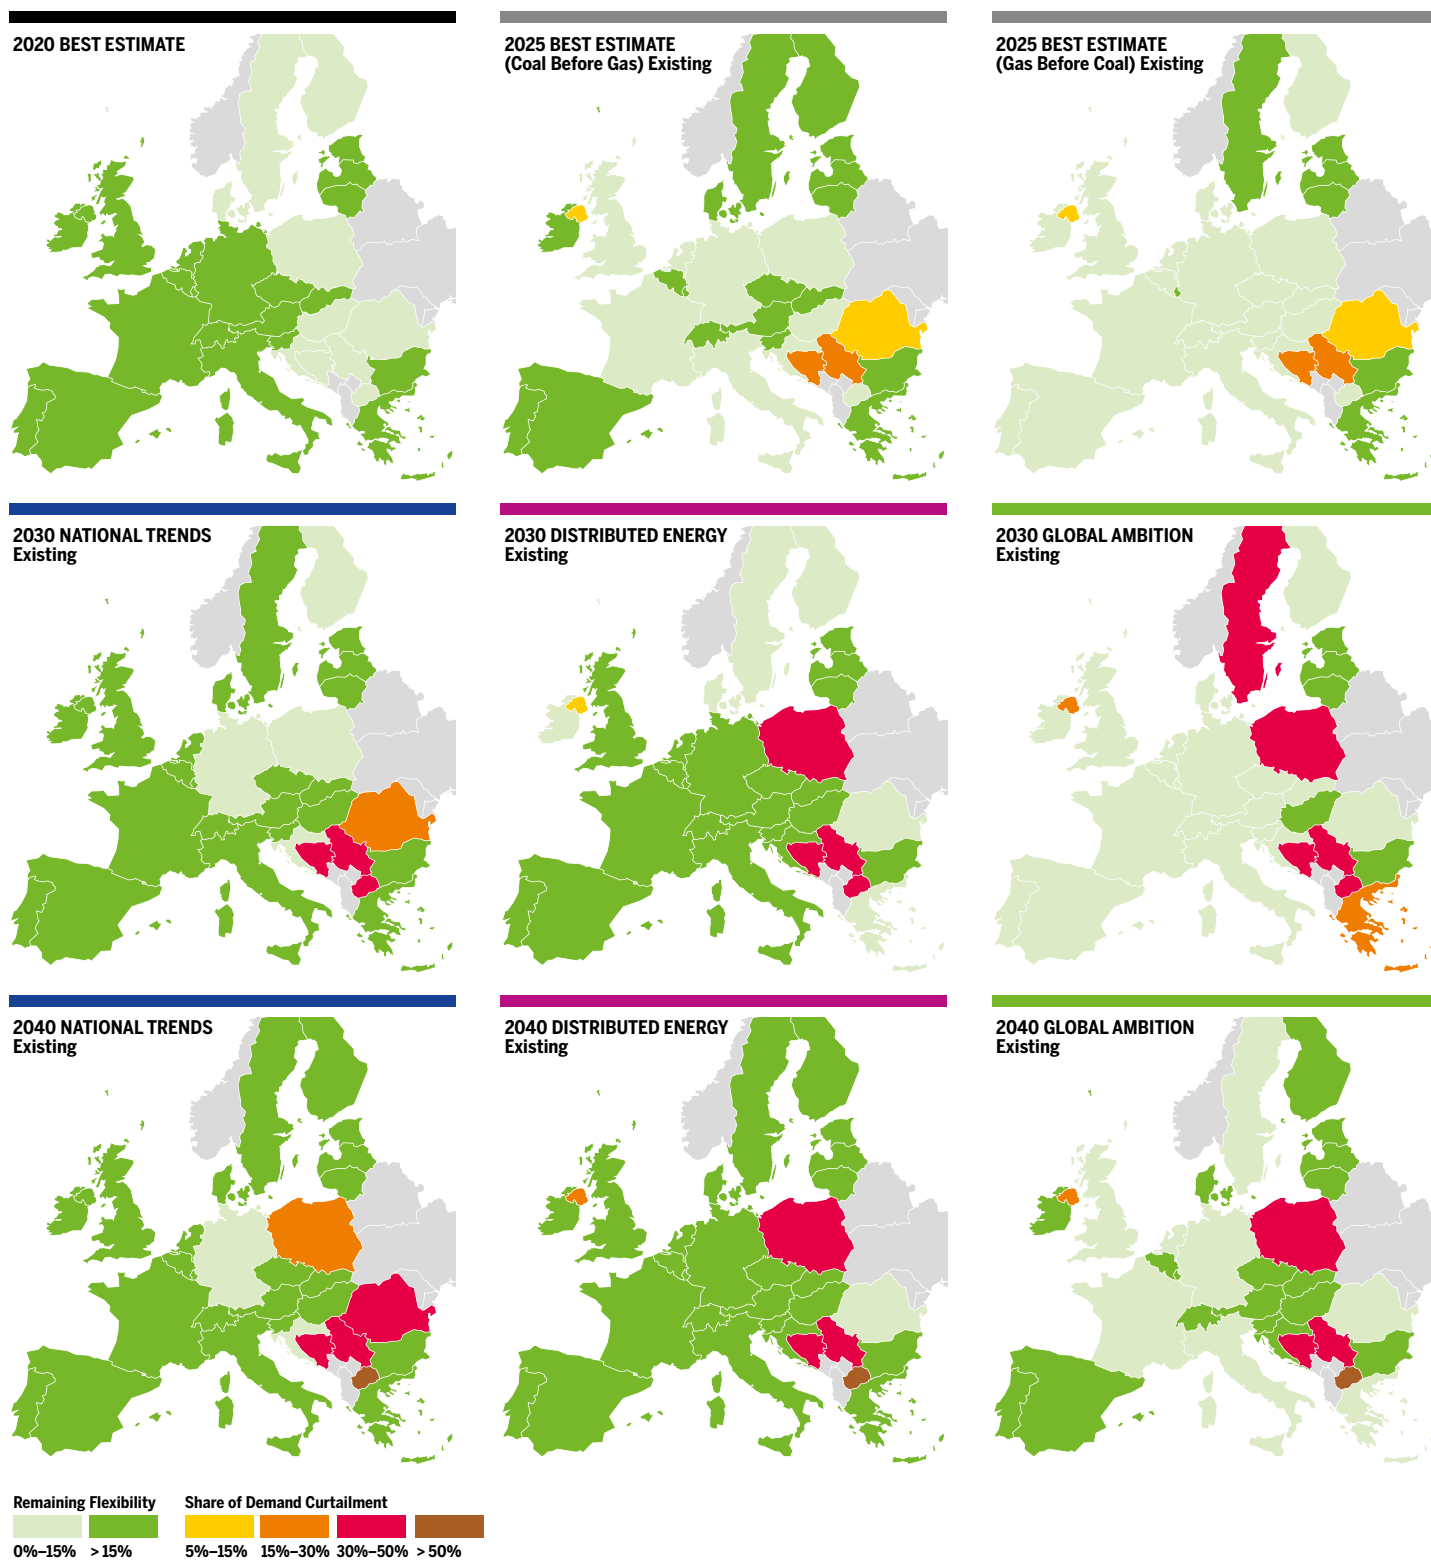 2020 BEST ESTIMATE
2025 BEST ESTIMATE
(Coal Before Gas) Existing
2025 BEST ESTIMATE
(Gas Before Coal) Existing
2030 NATIONAL TRENDS
Existing
2030 DISTRIBUTED ENERGY
Existing
2030 GLOBAL AMBITION
Existing
2040 NATIONAL TRENDS
Existing
2040 DISTRIBUTED ENERGY
Existing
2040 GLOBAL AMBITION
Existing
Remaining Flexibility
0%–15% > 15%
Share of Demand Curtailment
5%–15% 15%–30% 30%–50% > 50%